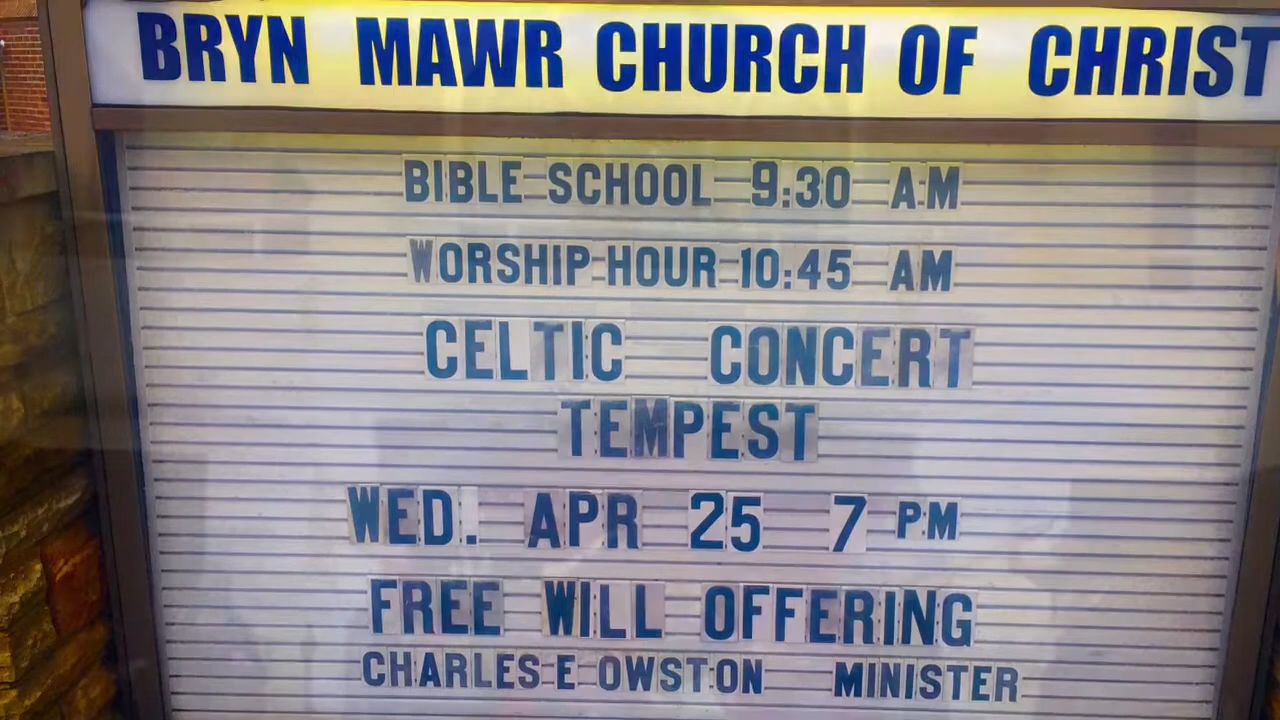 BRYN MAWR CHURCH OF CHRIST
BIBLE SCHOOL 9:30 A.M
WORSHIP HOUR 10:45 AM
CELTIC CONCERT
TEMPEST
WED. APR 25 7 PM
FREE WILL OFFERING
CHARLES E OWSTON MINISTER